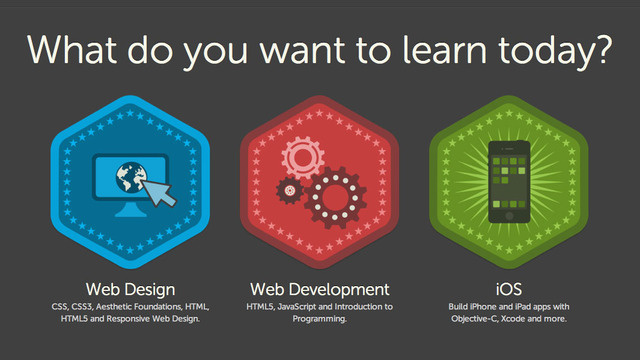 What do you want to learn today?
Web Design
CSS, CSS3, Aesthetic Foundations, HTML,
HTML5 and Responsive Web Design.
Web Development
HTML5, JavaScript and Introduction to
Programming.
iOS
Build iPhone and iPad apps with
Objective-C, Xcode and more.